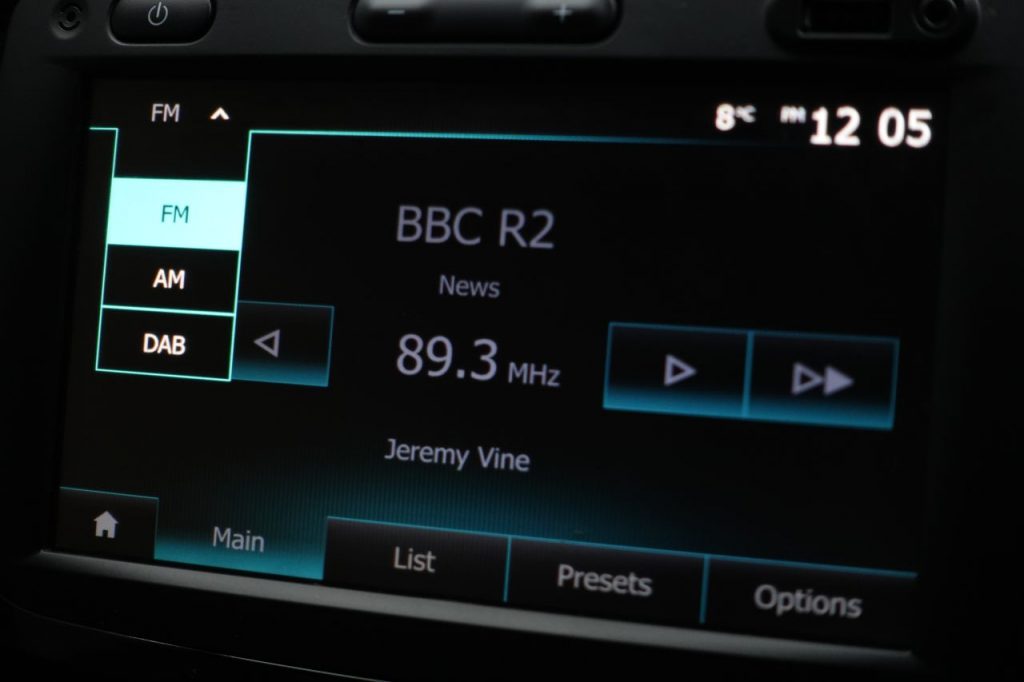 FM
8°C PM 12 05
FM
AM
DAB
BBC R2
News
89.3 MHz
Jeremy Vine
Main
List
Presets
Options